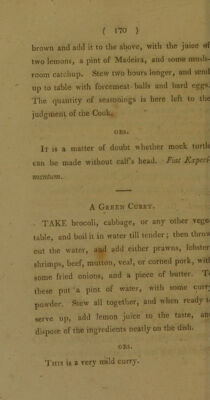 ( 170 )
brown and add it to the above, with the juice of
two lemons, a pint of Madeira, and some mush-
room catchup. Stew two hours longer, and send
up to table with forcemeat balls and hard eggs.
The quantity of seasonings is here left to the
judgment of the Cook.
OBS.
It is a matter of doubt whether mock turtle
can be made without calf's head. Fiat Experi-
mentum.
A Green Curry.
TAKE brocoli, cabbage, or any other vege-
table, and boil it in water till tender; then throw
out the water, and add either prawns, lobster
shrimps, beef, mutton, veal, or corned pork, with
some fried onions, and a piece of butter. To
these put a pint of water, with some curry
powder. Stew all together, and when ready to
serve up, add lemon juice to the taste, and
dispose of the ingredients neatly on the dish.
OBS.
This is a very mild curry.